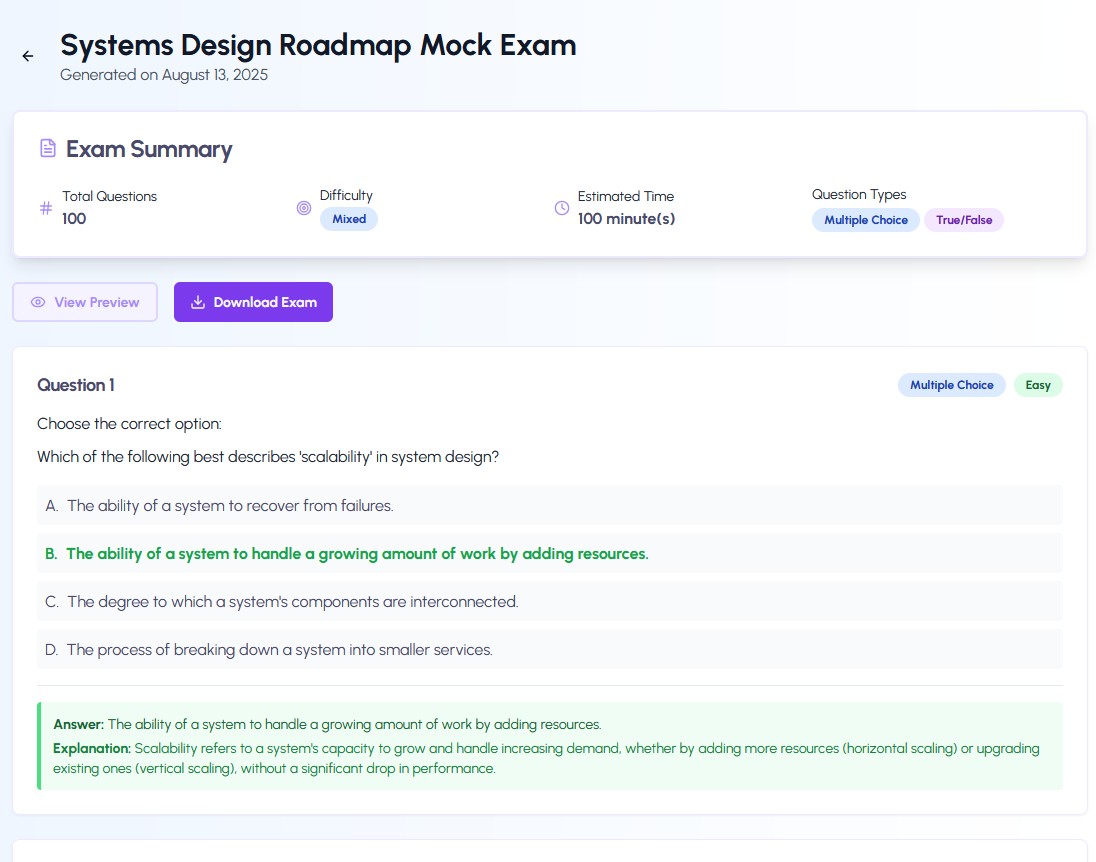 Systems Design Roadmap Mock Exam
Generated on August 13, 2025
Exam Summary
Total Questions
100
Difficulty
Mixed
Estimated Time
100 minute(s)
Question Types
Multiple Choice True/False
View Preview
Download Exam
Question 1
Multiple Choice Easy
Choose the correct option:
Which of the following best describes 'scalability' in system design?
A. The ability of a system to recover from failures.
B. The ability of a system to handle a growing amount of work by adding resources.
C. The degree to which a system's components are interconnected.
D. The process of breaking down a system into smaller services.
Answer: The ability of a system to handle a growing amount of work by adding resources.
Explanation: Scalability refers to a system's capacity to grow and handle increasing demand, whether by adding more resources (horizontal scaling) or upgrading
existing ones (vertical scaling), without a significant drop in performance.